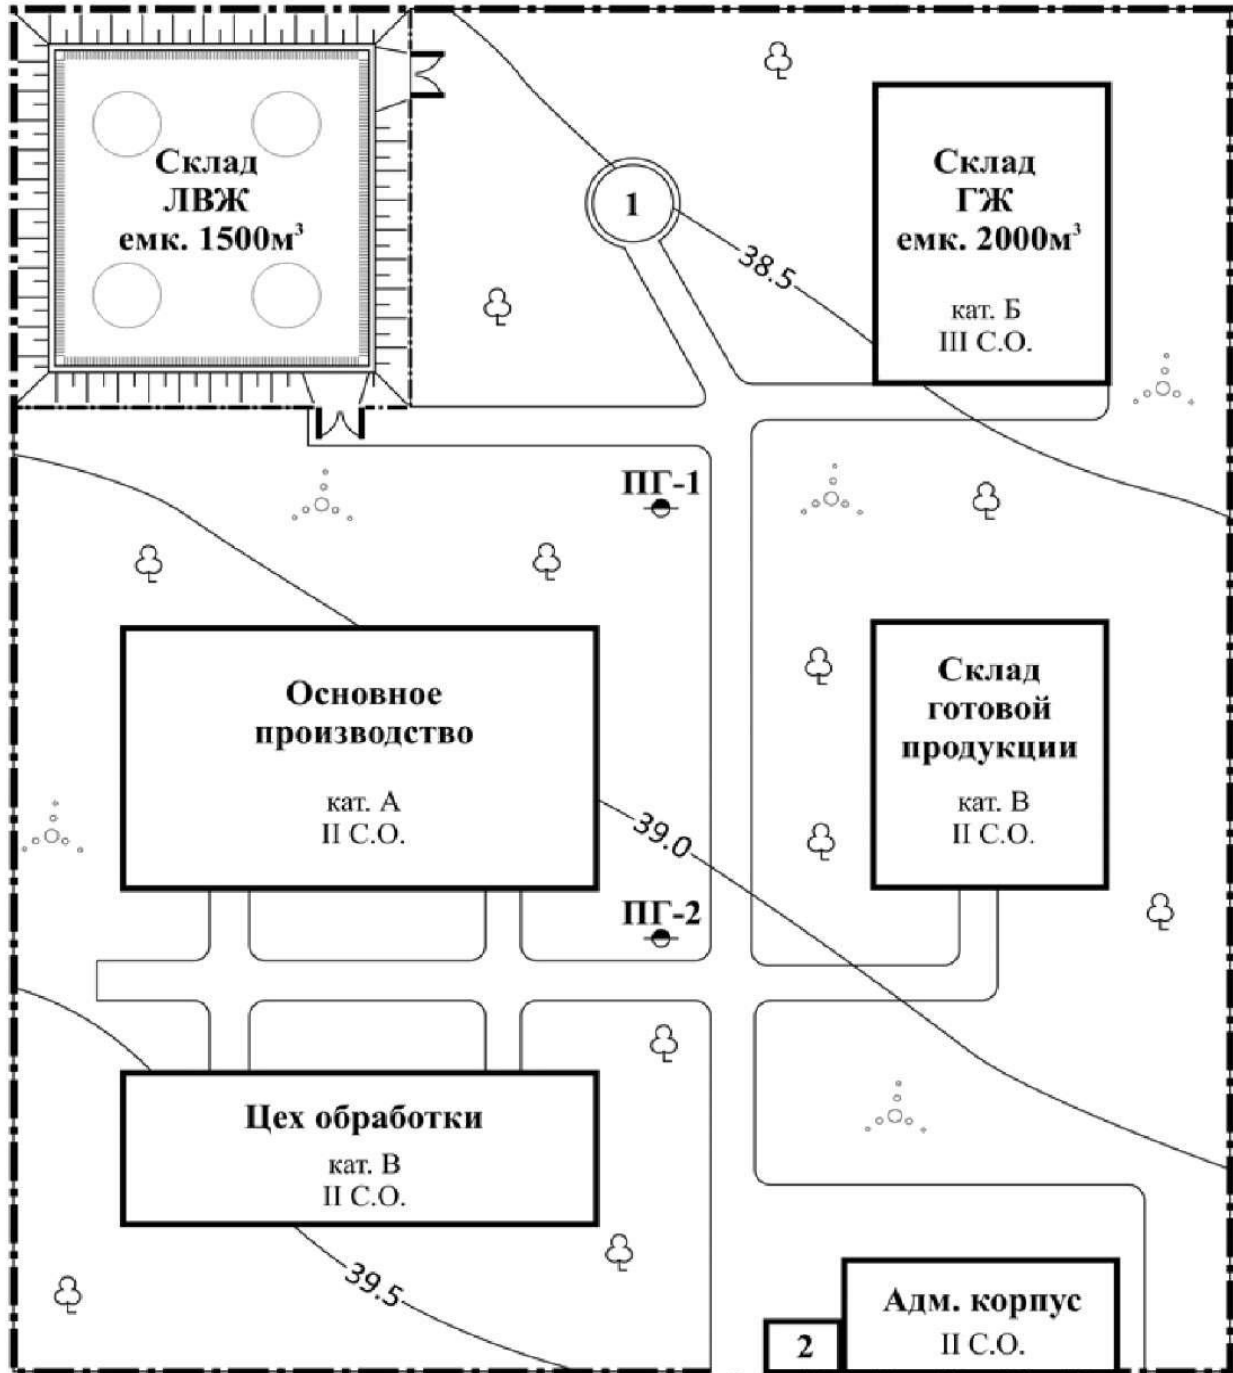 Склад
ЛВЖ
емк. 1500м³
1
Склад
ГЖ
емк. 2000м³
кат. Б
III С.О.
38.5
ПГ-1
Основное
производство
кат. А
II С.О.
Склад
готовой
продукции
кат. В
II С.О.
39.0
ПГ-2
Цех обработки
кат. В
II С.О.
39.5
Адм. корпус
II С.О.
2